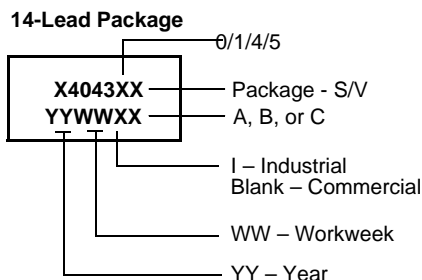 14-Lead Package
0/1/4/5
X4043XX Package - S/V
YYWWXX A, B, or C
I – Industrial
Blank – Commercial
WW – Workweek
YY – Year